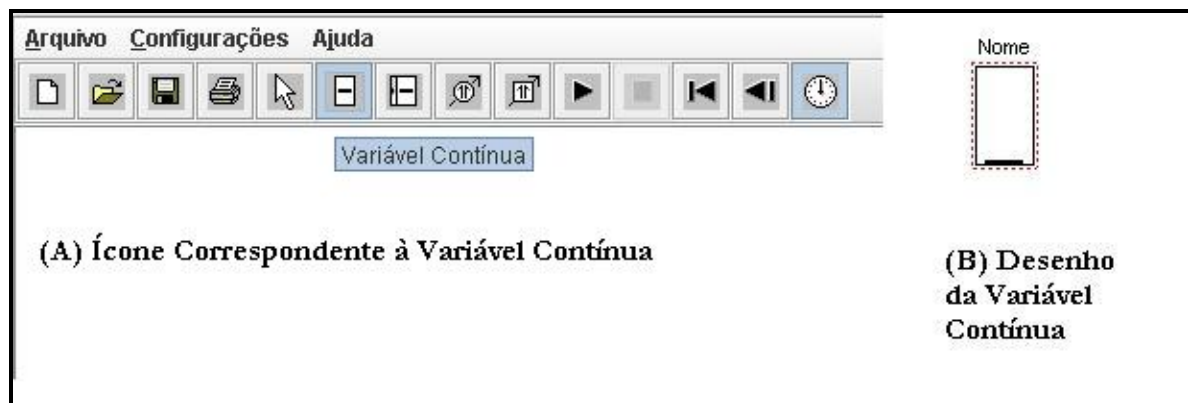 Arquivo Configurações Ajuda
Variável Contínua
(A) Ícone Correspondente à Variável Contínua
Nome
(B) Desenho
da Variável
Contínua